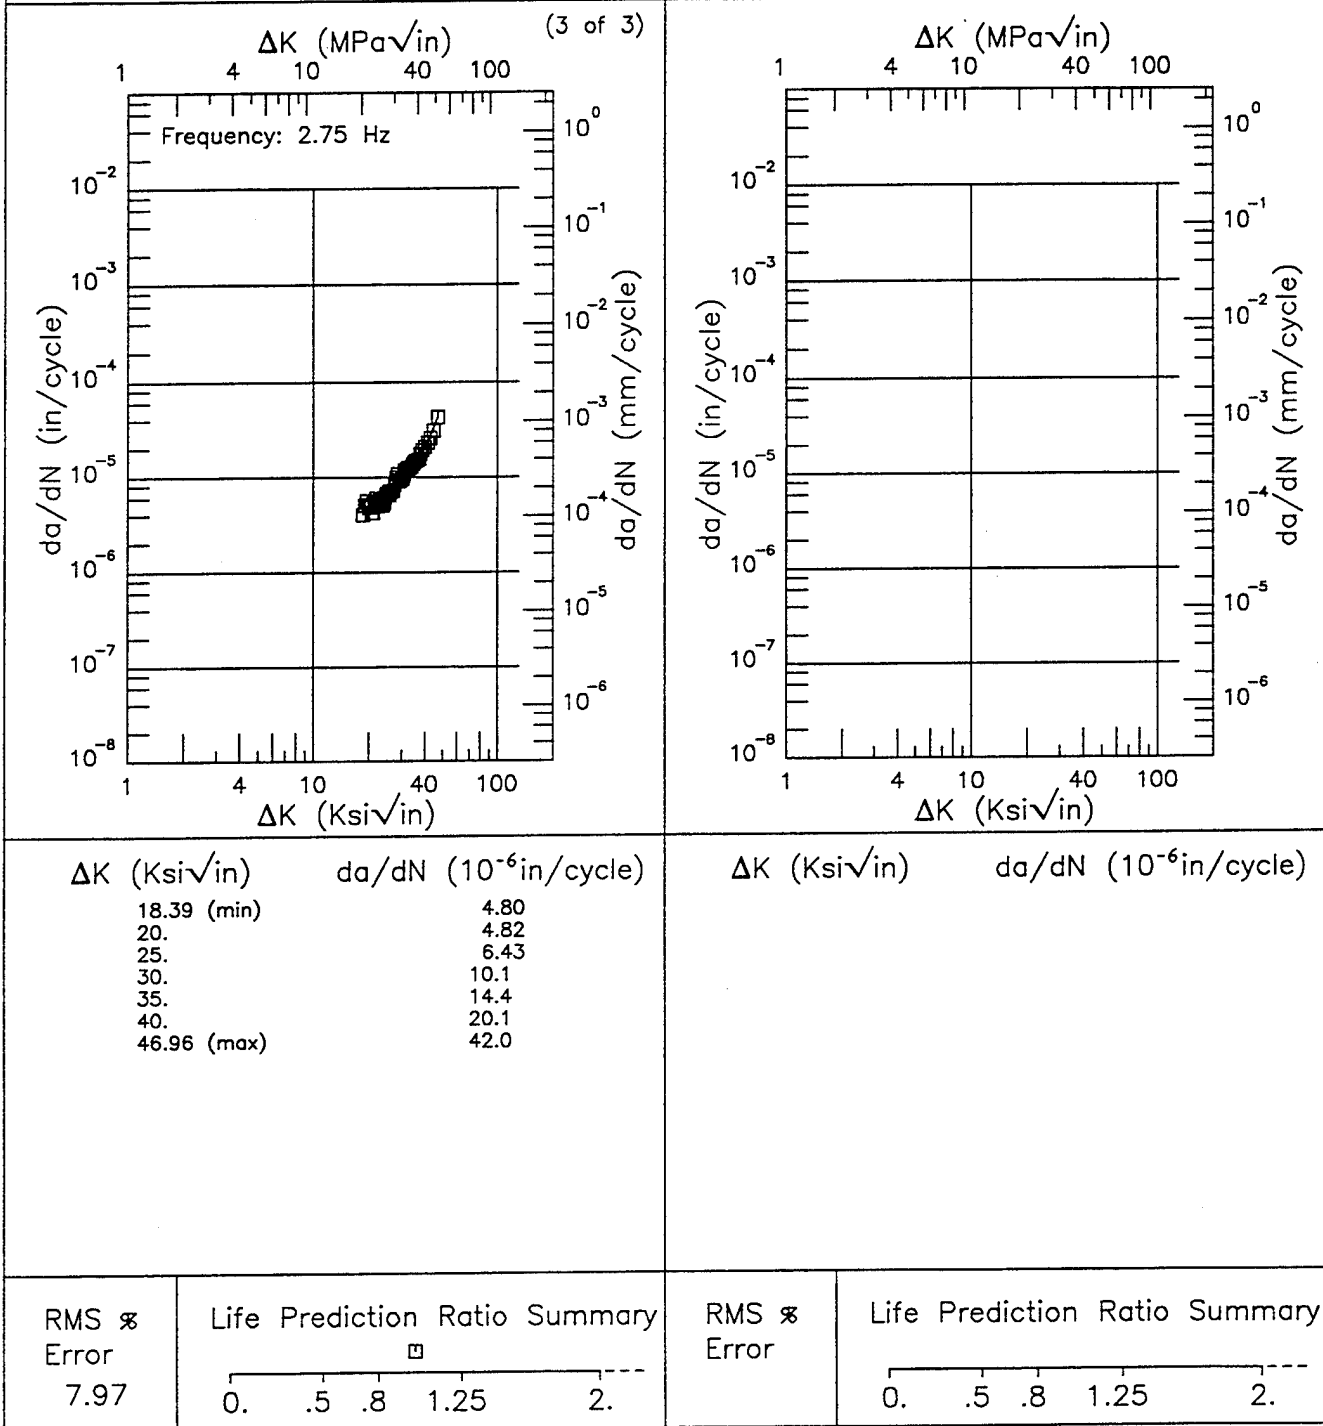 (3 of 3)
ΔK (MPa√in)
1 4 10 40 100
Frequency: 2.75 Hz
10⁰
10⁻¹
10⁻²
10⁻³
10⁻⁴
10⁻⁵
10⁻⁶
da/dN (mm/cycle)
10⁻²
10⁻³
10⁻⁴
10⁻⁵
10⁻⁶
10⁻⁷
10⁻⁸
da/dN (in/cycle)
1 4 10 40 100
ΔK (Ksi√in)
ΔK (MPa√in)
1 4 10 40 100
10⁰
10⁻¹
10⁻²
10⁻³
10⁻⁴
10⁻⁵
10⁻⁶
da/dN (mm/cycle)
10⁻²
10⁻³
10⁻⁴
10⁻⁵
10⁻⁶
10⁻⁷
10⁻⁸
da/dN (in/cycle)
1 4 10 40 100
ΔK (Ksi√in)
ΔK (Ksi√in) da/dN (10⁻⁶in/cycle)
18.39 (min) 4.80
20. 4.82
25. 6.43
30. 10.1
35. 14.4
40. 20.1
46.96 (max) 42.0
ΔK (Ksi√in) da/dN (10⁻⁶in/cycle)
RMS %
Error
7.97
Life Prediction Ratio Summary
0. .5 .8 1.25 2.
RMS %
Error
Life Prediction Ratio Summary
0. .5 .8 1.25 2.